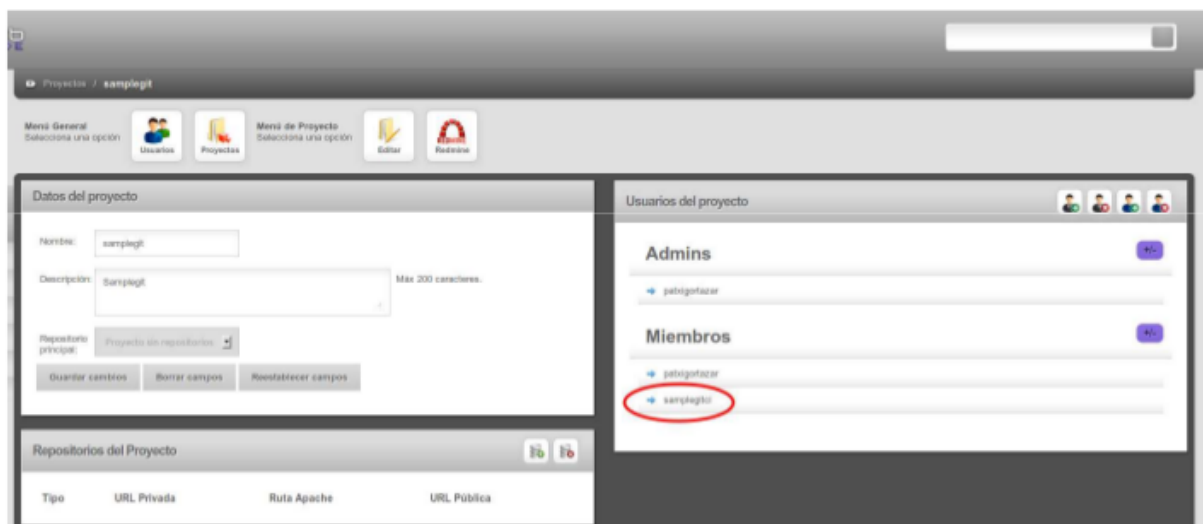 Proyectos / samplegit
Menú General
Selecciona una opción
Usuarios
Proyectos
Menú de Proyecto
Selecciona una opción
Editar
Redmine
Datos del proyecto
Nombre:
samplegit
Descripción:
Samplegit
Máx 200 caracteres.
Repositorio
principal:
Proyecto sin repositorios
Guardar cambios
Borrar campos
Reestablecer campos
Repositorios del Proyecto
Tipo
URL Privada
Ruta Apache
URL Pública
Usuarios del proyecto
Admins
+/-
patxigortazar
Miembros
+/-
patxigortazar
samplegitci